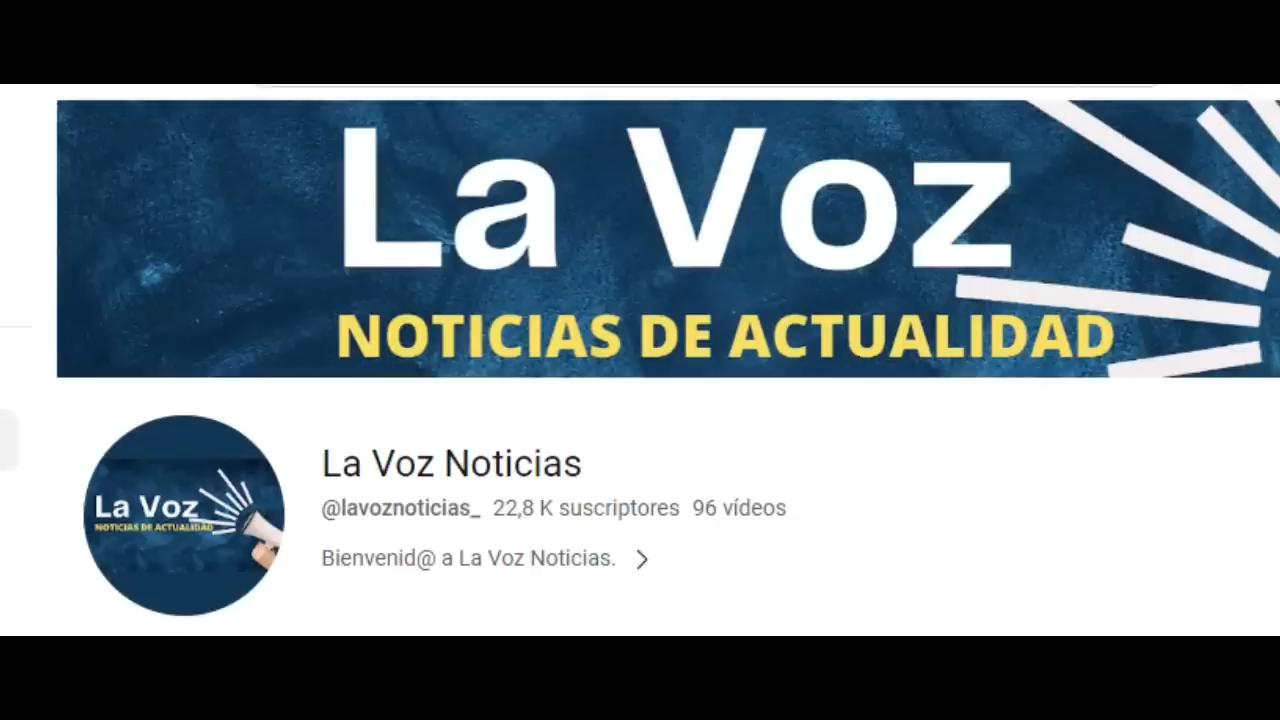 La Voz
NOTICIAS DE ACTUALIDAD
La Voz
NOTICIAS DE ACTUALIDAD
La Voz Noticias
@lavoznoticias_ 22,8 K suscriptores 96 vídeos
Bienvenid@ a La Voz Noticias.